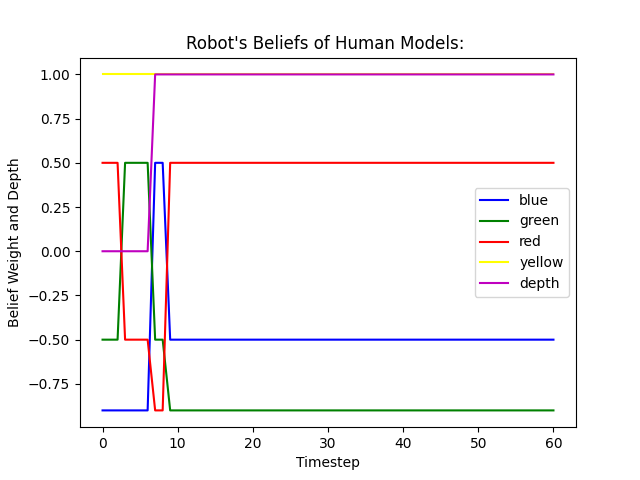 Robot's Beliefs of Human Models:
Belief Weight and Depth
1.00
0.75
0.50
0.25
0.00
−0.25
−0.50
−0.75
blue
green
red
yellow
depth
0 10 20 30 40 50 60
Timestep